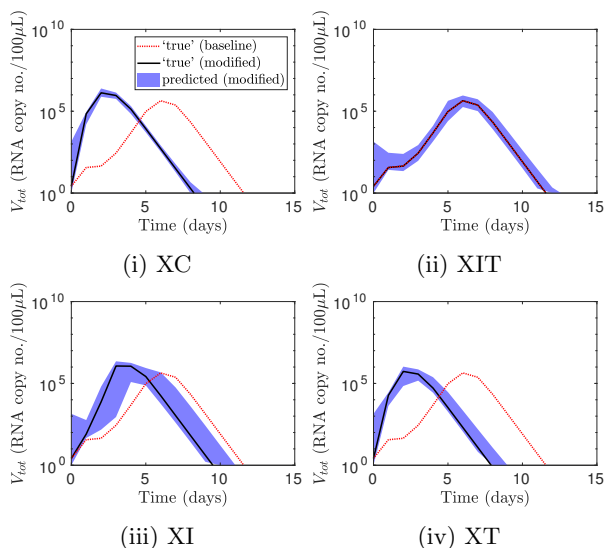 10^10
10^5
10^0
V_tot (RNA copy no./100μL)
'true' (baseline)
'true' (modified)
predicted (modified)
0 5 10 15
Time (days)
(i) XC
10^10
10^5
10^0
V_tot (RNA copy no./100μL)
0 5 10 15
Time (days)
(ii) XIT
10^10
10^5
10^0
V_tot (RNA copy no./100μL)
0 5 10 15
Time (days)
(iii) XI
10^10
10^5
10^0
V_tot (RNA copy no./100μL)
0 5 10 15
Time (days)
(iv) XT